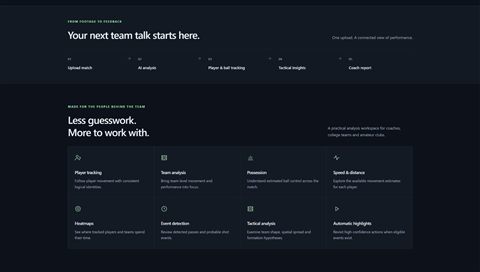 FROM FOOTAGE TO FEEDBACK
Your next team talk starts here.
One upload. A connected view of performance.
01
02
03
04
05
Upload match
AI analysis
Player & ball tracking
Tactical insights
Coach report
MADE FOR THE PEOPLE BEHIND THE TEAM
Less guesswork.
More to work with.
A practical analysis workspace for coaches,
college teams and amateur clubs.
Player tracking
Follow player movement with consistent
logical identities.
Team analysis
Bring team-level movement and
performance into focus.
Possession
Understand estimated ball control across the
match.
Speed & distance
Explore the available movement estimates
for each player.
Heatmaps
See where tracked players and teams spend
their time.
Event detection
Review detected passes and probable shot
events.
Tactical analysis
Examine team shape, spatial spread and
formation hypotheses.
Automatic highlights
Revisit high-confidence actions when eligible
events exist.